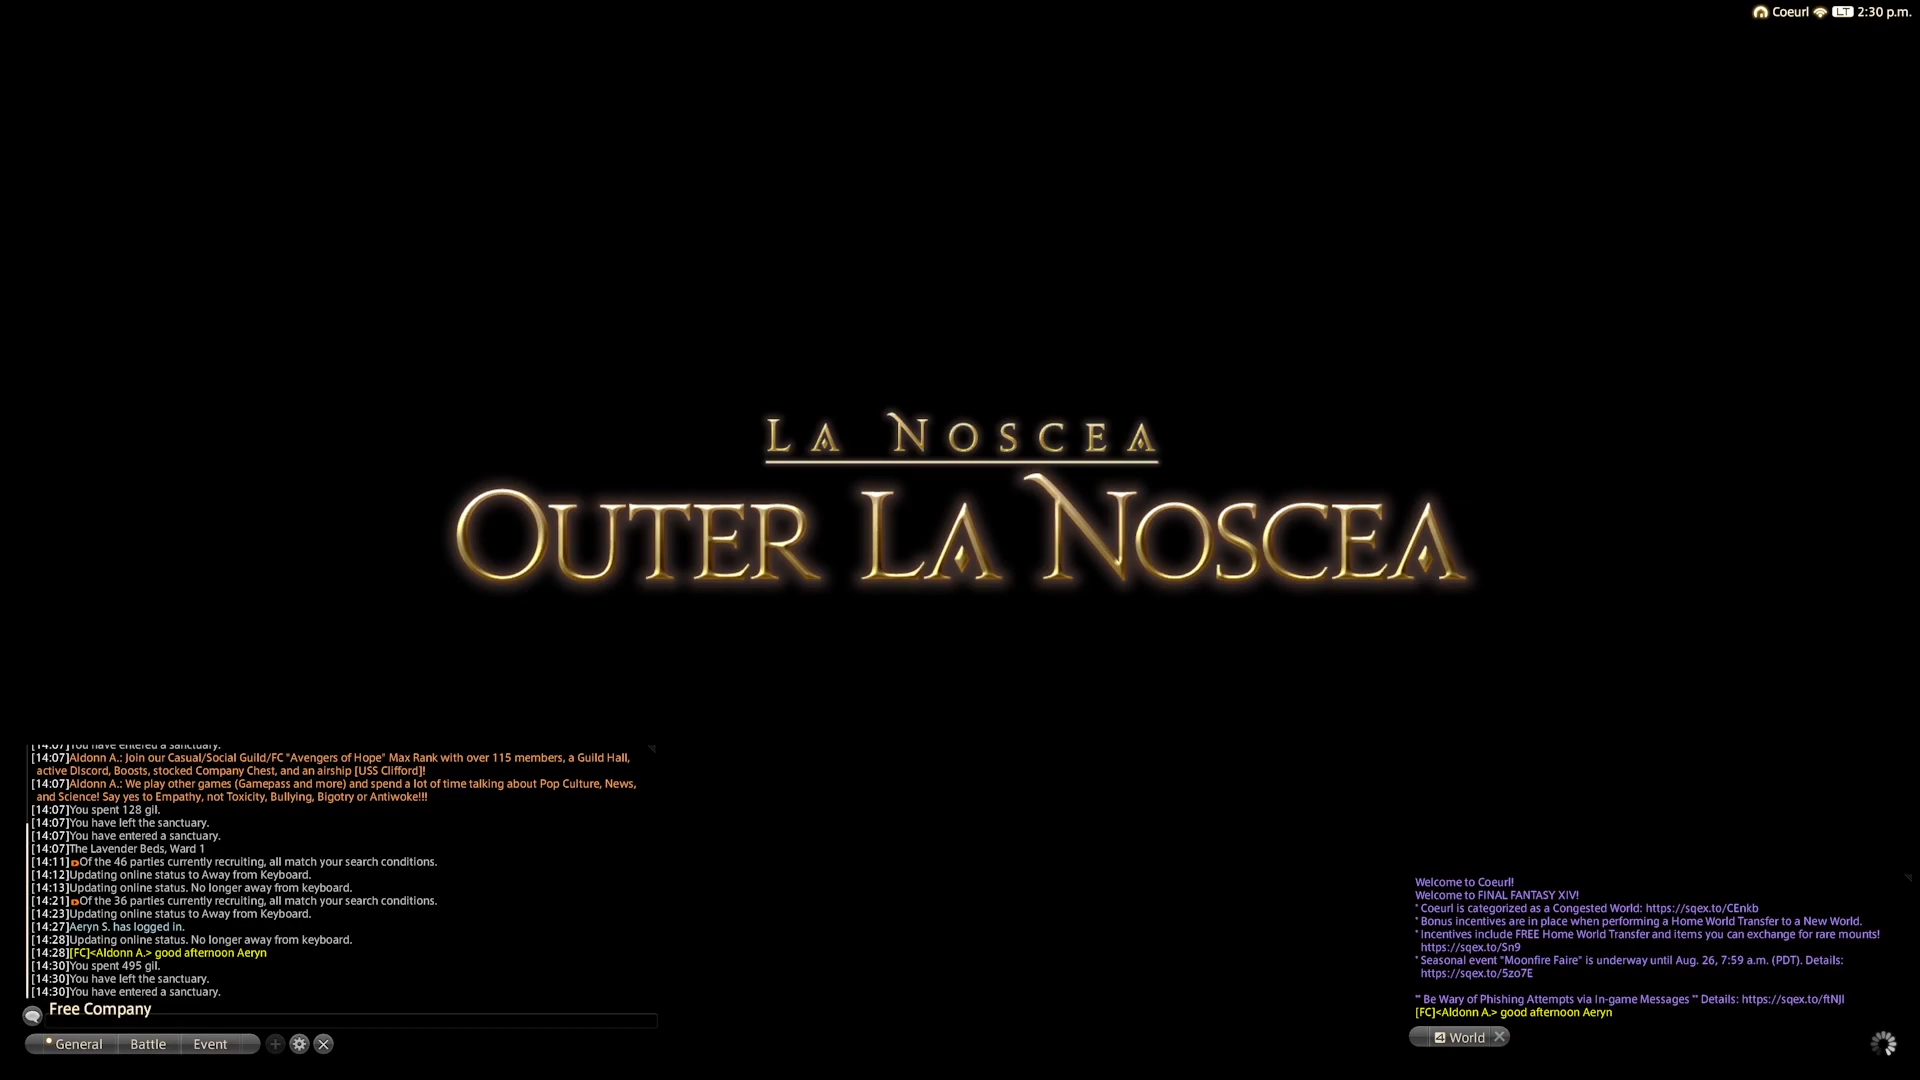 Coeurl LT 2:30 p.m.
LA NOSCEA
OUTER LA NOSCEA
[14:07]You have entered a sanctuary.
[14:07]Aldonn A.: Join our Casual/Social Guild/FC "Avengers of Hope" Max Rank with over 115 members, a Guild Hall,
active DIscord, Boosts, stocked Company Chest, and an airship [USS Clifford]!
[14:07]Aldonn A.: We play other games (Gamepass and more) and spend a lot of time talking about Pop Culture, News,
and Science! Say yes to Empathy, not Toxicity, Bullying, Bigotry or Antiwoke!!!
[14:07]You spent 128 gil.
[14:07]You have left the sanctuary.
[14:07]You have entered a sanctuary.
[14:07]The Lavender Beds, Ward 1
[14:11]Of the 46 parties currently recruiting, all match your search conditions.
[14:12]Updating online status to Away from Keyboard.
[14:13]Updating online status. No longer away from keyboard.
[14:21]Of the 36 parties currently recruiting, all match your search conditions.
[14:23]Updating online status to Away from Keyboard.
[14:27]Aeryn S. has logged in.
[14:28]Updating online status. No longer away from keyboard.
[14:28][FC]<Aldonn A.> good afternoon Aeryn
[14:30]You spent 495 gil.
[14:30]You have left the sanctuary.
[14:30]You have entered a sanctuary.
Free Company
General Battle Event
Welcome to Coeurl!
Welcome to FINAL FANTASY XIV!
* Coeurl is categorized as a Congested World: https://sqex.to/CEnkb
* Bonus incentives are in place when performing a Home World Transfer to a New World.
* Incentives include FREE Home World Transfer and items you can exchange for rare mounts!
https://sqex.to/Sn9
* Seasonal event "Moonfire Faire" is underway until Aug. 26, 7:59 a.m. (PDT). Details:
https://sqex.to/5zo7E
** Be Wary of Phishing Attempts via In-game Messages ** Details: https://sqex.to/ftNJl
[FC]<Aldonn A.> good afternoon Aeryn
4 World